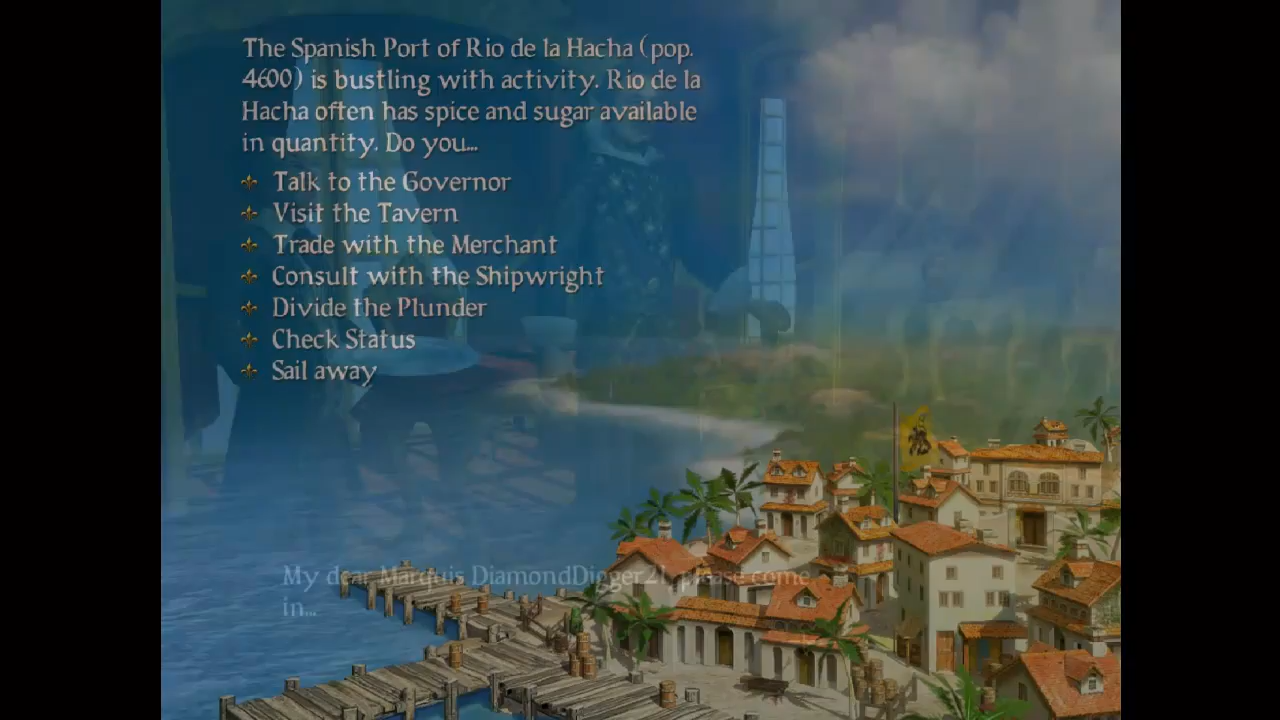 The Spanish Port of Rio de la Hacha (pop.
4600) is bustling with activity. Rio de la
Hacha often has spice and sugar available
in quantity. Do you...
Talk to the Governor
Visit the Tavern
Trade with the Merchant
Consult with the Shipwright
Divide the Plunder
Check Status
Sail away
My dear Marquis DiamondDigger21, please come
in...